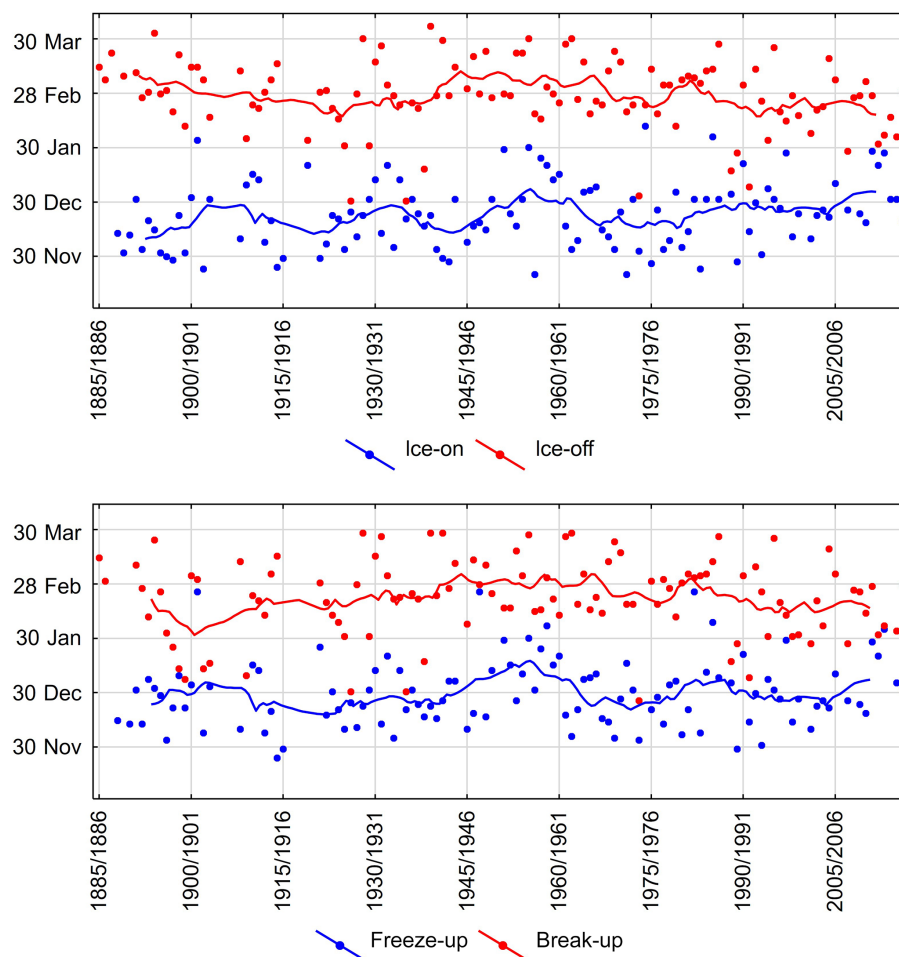 30 Mar
28 Feb
30 Jan
30 Dec
30 Nov
1885/1886
1900/1901
1915/1916
1930/1931
1945/1946
1960/1961
1975/1976
1990/1991
2005/2006
Ice-on Ice-off
30 Mar
28 Feb
30 Jan
30 Dec
30 Nov
1885/1886
1900/1901
1915/1916
1930/1931
1945/1946
1960/1961
1975/1976
1990/1991
2005/2006
Freeze-up Break-up